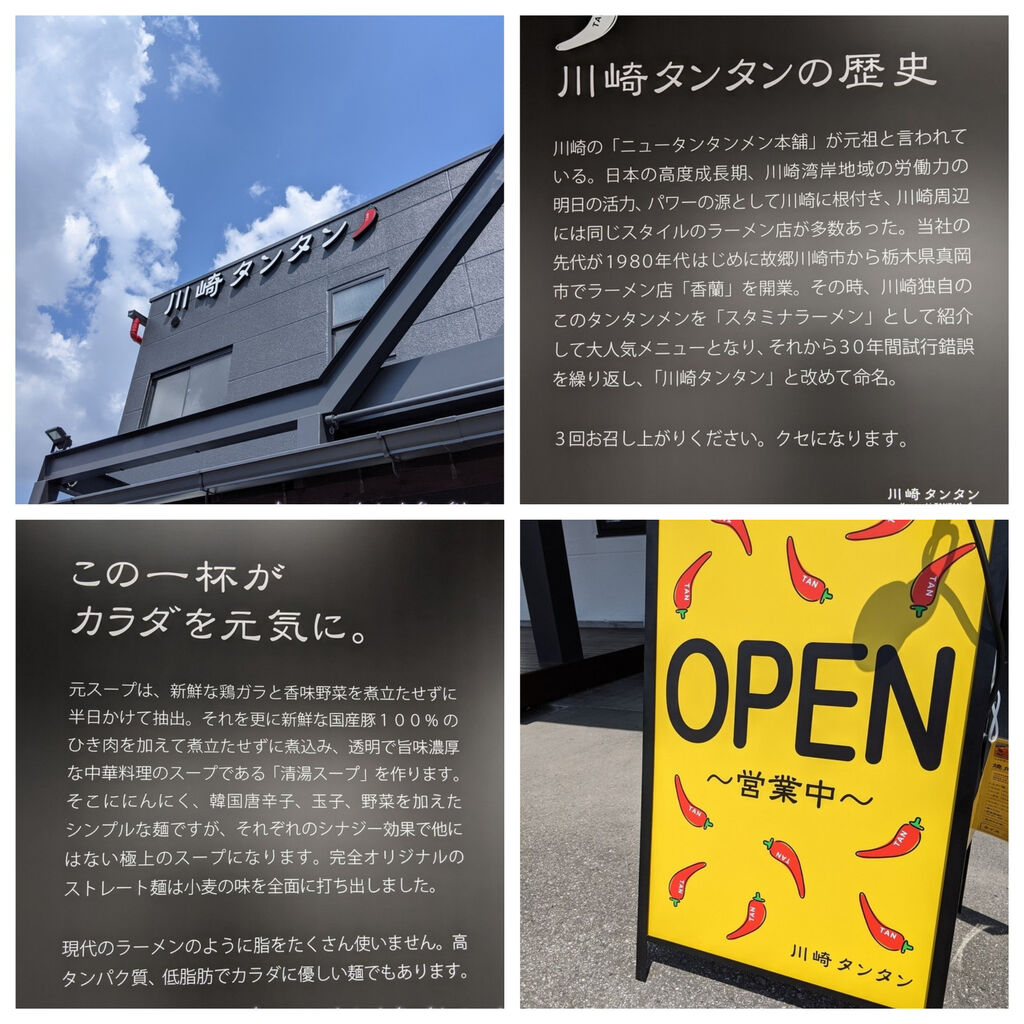 川崎タンタン
TAN
川崎タンタンの歴史
川崎の「ニュータンタンメン本舗」が元祖と言われて
いる。日本の高度成長期、川崎湾岸地域の労働力の
明日の活力、パワーの源として川崎に根付き、川崎周辺
には同じスタイルのラーメン店が多数あった。当社の
先代が1980年代はじめに故郷川崎市から栃木県真岡
市でラーメン店「香蘭」を開業。その時、川崎独自の
このタンタンメンを「スタミナラーメン」として紹介
して大人気メニューとなり、それから30年間試行錯誤
を繰り返し、「川崎タンタン」と改めて命名。
3回お召し上がりください。クセになります。
川崎タンタン
この一杯が
カラダを元気に。
元スープは、新鮮な鶏ガラと香味野菜を煮立たせずに
半日かけて抽出。それを更に新鮮な国産豚100%の
ひき肉を加えて煮立たせずに煮込み、透明で旨味濃厚
な中華料理のスープである「清湯スープ」を作ります。
そこににんにく、韓国唐辛子、玉子、野菜を加えた
シンプルな麺ですが、それぞれのシナジー効果で他に
はない極上のスープになります。完全オリジナルの
ストレート麺は小麦の味を全面に打ち出しました。
現代のラーメンのように脂をたくさん使いません。高
タンパク質、低脂肪でカラダに優しい麺でもあります。
TAN
TAN
TAN
OPEN
～営業中～
TAN
TAN
TAN
TAN
TAN
TAN
川崎タンタン